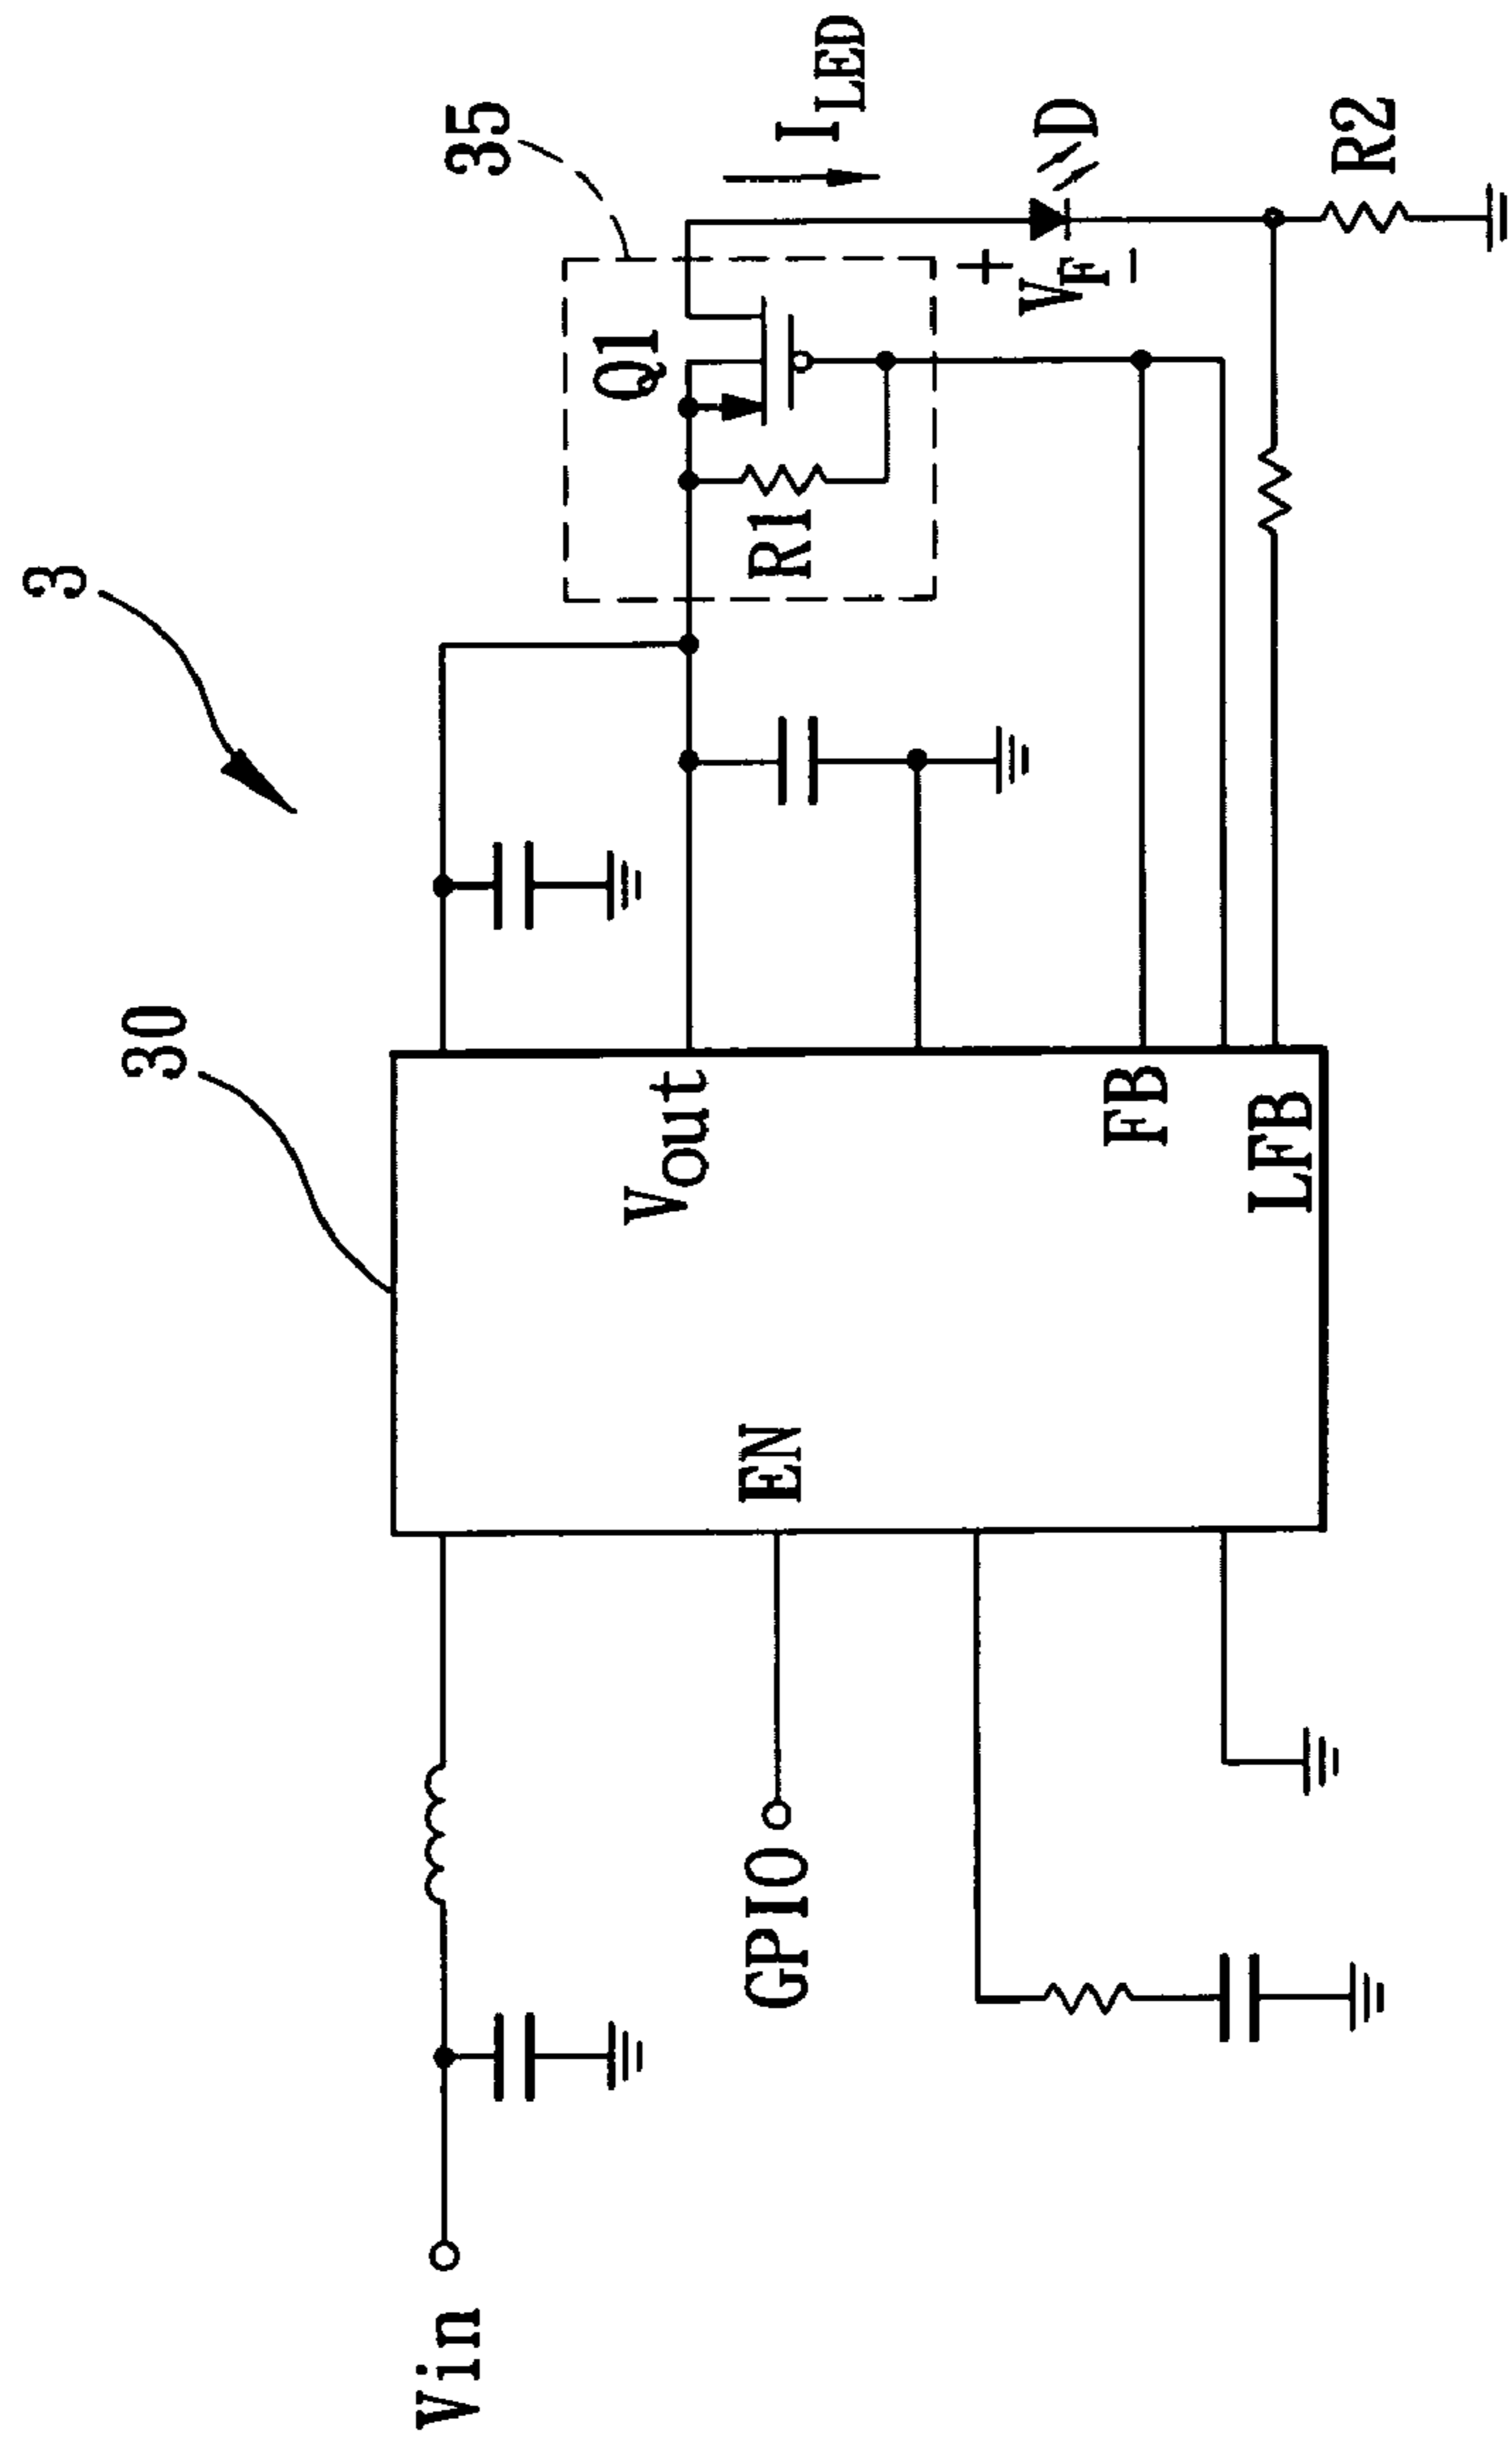 3
30
35
Vin
GPIO
EN
Vout
FB
LFB
Q1
R1
ILED
+
VF
−
D
R2